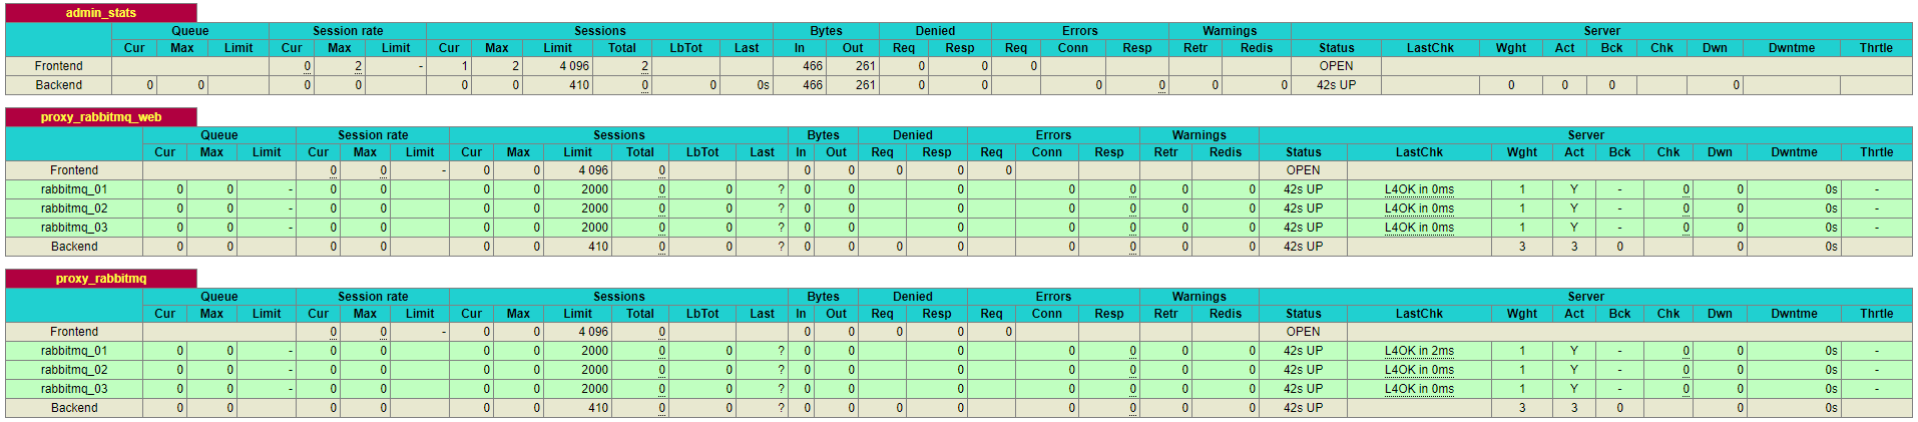 admin_stats
Queue Session rate Sessions Bytes Denied Errors Warnings Server
Cur Max Limit Cur Max Limit Cur Max Limit Total LbTot Last In Out Req Resp Req Conn Resp Retr Redis Status LastChk Wght Act Bck Chk Dwn Dwntme Thrtle
Frontend 0 2 - 1 2 4 096 2 466 261 0 0 0 OPEN
Backend 0 0 0 0 0 0 410 0 0 0s 466 261 0 0 0 0 0 0 42s UP 0 0 0 0
proxy_rabbitmq_web
Queue Session rate Sessions Bytes Denied Errors Warnings Server
Cur Max Limit Cur Max Limit Cur Max Limit Total LbTot Last In Out Req Resp Req Conn Resp Retr Redis Status LastChk Wght Act Bck Chk Dwn Dwntme Thrtle
Frontend 0 0 - 0 0 4 096 0 0 0 0 0 0 OPEN
rabbitmq_01 0 0 - 0 0 0 0 2000 0 0 ? 0 0 0 0 0 0 0 42s UP L4OK in 0ms 1 Y - 0 0 0s -
rabbitmq_02 0 0 - 0 0 0 0 2000 0 0 ? 0 0 0 0 0 0 0 42s UP L4OK in 0ms 1 Y - 0 0 0s -
rabbitmq_03 0 0 - 0 0 0 0 2000 0 0 ? 0 0 0 0 0 0 0 42s UP L4OK in 0ms 1 Y - 0 0 0s -
Backend 0 0 0 0 0 0 410 0 0 ? 0 0 0 0 0 0 0 0 42s UP 3 3 0 0 0s
proxy_rabbitmq
Queue Session rate Sessions Bytes Denied Errors Warnings Server
Cur Max Limit Cur Max Limit Cur Max Limit Total LbTot Last In Out Req Resp Req Conn Resp Retr Redis Status LastChk Wght Act Bck Chk Dwn Dwntme Thrtle
Frontend 0 0 - 0 0 4 096 0 0 0 0 0 0 OPEN
rabbitmq_01 0 0 - 0 0 0 0 2000 0 0 ? 0 0 0 0 0 0 0 42s UP L4OK in 2ms 1 Y - 0 0 0s -
rabbitmq_02 0 0 - 0 0 0 0 2000 0 0 ? 0 0 0 0 0 0 0 42s UP L4OK in 0ms 1 Y - 0 0 0s -
rabbitmq_03 0 0 - 0 0 0 0 2000 0 0 ? 0 0 0 0 0 0 0 42s UP L4OK in 0ms 1 Y - 0 0 0s -
Backend 0 0 0 0 0 0 410 0 0 ? 0 0 0 0 0 0 0 0 42s UP 3 3 0 0 0s